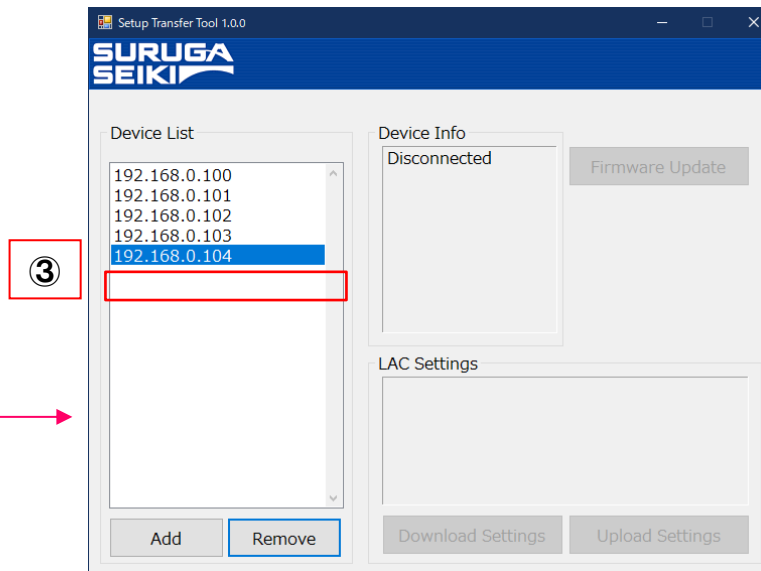 Setup Transfer Tool 1.0.0
SURUGA
SEIKI
Device List
192.168.0.100
192.168.0.101
192.168.0.102
192.168.0.103
192.168.0.104
③
Add
Remove
Device Info
Disconnected
Firmware Update
LAC Settings
Download Settings
Upload Settings